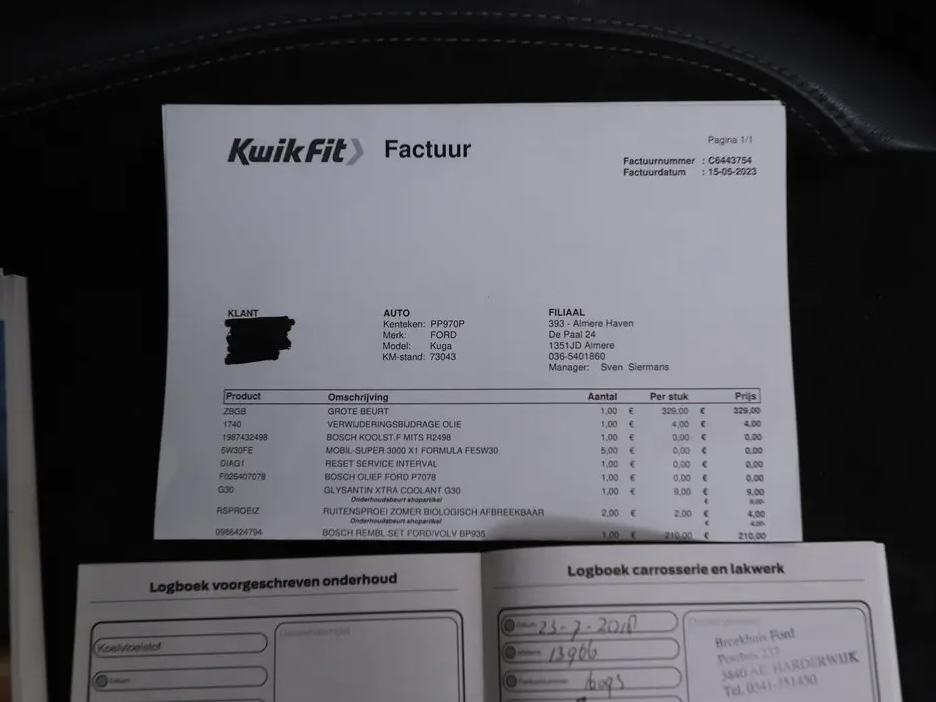 KwikFit Factuur
Pagina 1/1
Factuurnummer : C6443754
Factuurdatum : 15-05-2023
KLANT
AUTO
Kenteken: PP970P
Merk: FORD
Model: Kuga
KM-stand: 73043
FILIAAL
393 - Almere Haven
De Paal 24
1351JD Almere
036-5401860
Manager: Sven Siermans
Product Omschrijving Aantal Per stuk Prijs
ZBGB GROTE BEURT 1,00 € 329,00 € 329,00
1740 VERWIJDERINGSBIJDRAGE OLIE 1,00 € 4,00 € 4,00
1987432498 BOSCH KOOLST.F MITS R2498 1,00 € 0,00 € 0,00
5W30FE MOBIL-SUPER 3000 X1 FORMULA FE5W30 5,00 € 0,00 € 0,00
DIAG1 RESET SERVICE INTERVAL 1,00 € 0,00 € 0,00
F026407078 BOSCH OLIEF FORD P7078 1,00 € 0,00 € 0,00
G30 GLYSANTIN XTRA COOLANT G30 1,00 € 9,00 € 9,00
Onderhoudsbeurt shopartikel €
RSPROEIZ RUITENSPROEI ZOMER BIOLOGISCH AFBREEKBAAR 2,00 € 2,00 € 4,00
Onderhoudsbeurt shopartikel €
0986424794 BOSCH REMBL.SET FORD/VOLV BP935 1,00 € 210,00 € 210,00
Logboek voorgeschreven onderhoud
Koelvloeistof
Datum
Logboek carrosserie en lakwerk
Datum 23-7-2018
13966
Broekhuis Ford
Postbus 337
3840 AE HARDERWIJK